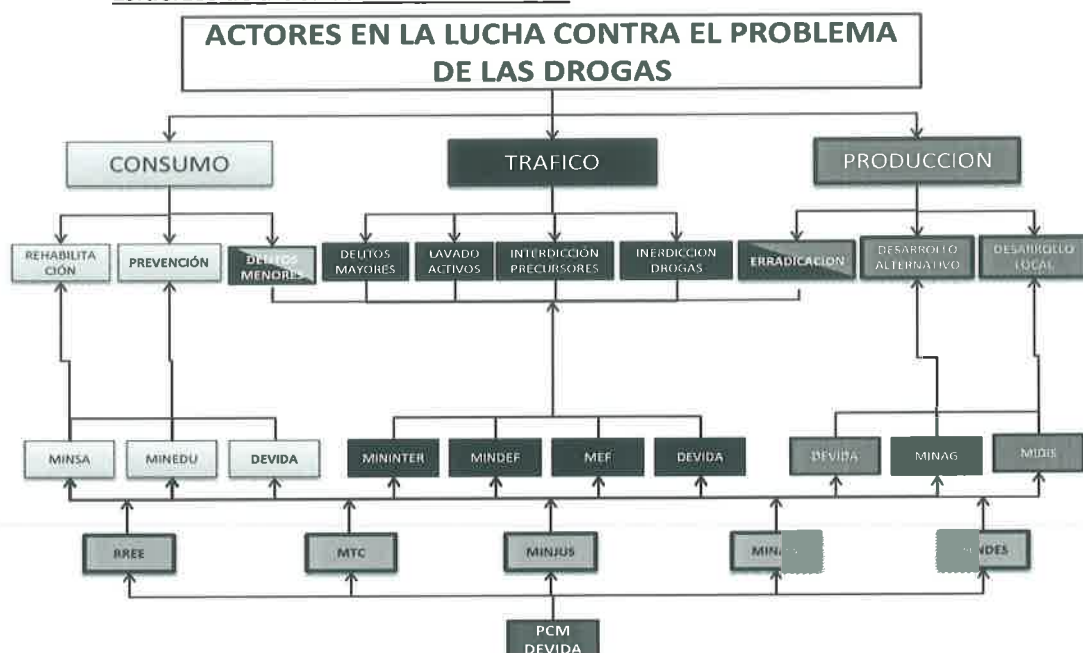 ACTORES EN LA LUCHA CONTRA EL PROBLEMA
DE LAS DROGAS
CONSUMO
TRAFICO
PRODUCCION
REHABILITA
CIÓN
PREVENCIÓN
DELITOS
MENORES
DELITOS
MAYORES
LAVADO
ACTIVOS
INTERDICCIÓN
PRECURSORES
INERDICCION
DROGAS
ERRADICACION
DESARROLLO
ALTERNATIVO
DESARROLLO
LOCAL
MINSA
MINEDU
DEVIDA
MININTER
MINDEF
MEF
DEVIDA
DEVIDA
MINAG
MIDIS
RREE
MTC
MINJUS
PCM
DEVIDA